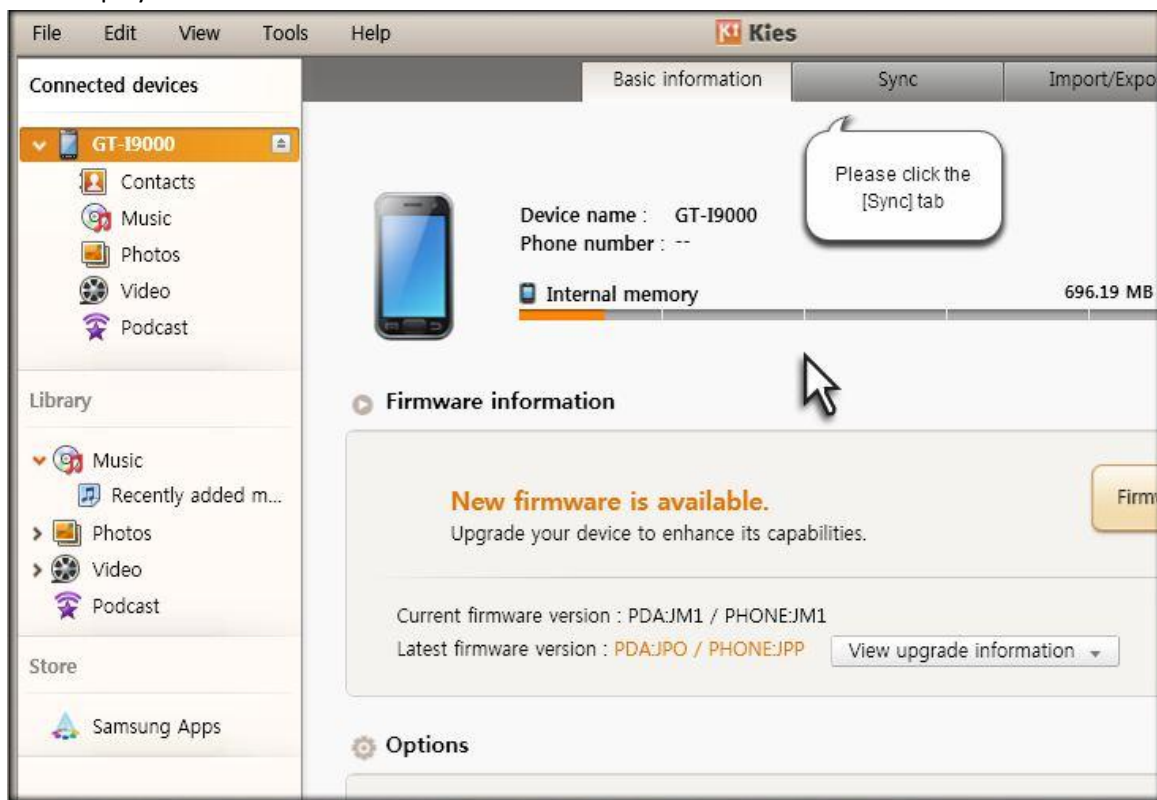 File Edit View Tools Help
Kies
Connected devices
Basic information Sync Import/Expo
GT-I9000
Contacts
Music
Photos
Video
Podcast
Please click the
[Sync] tab
Device name : GT-I9000
Phone number : --
Internal memory 696.19 MB
Library
Music
Recently added m...
Photos
Video
Podcast
Store
Samsung Apps
Firmware information
New firmware is available.
Upgrade your device to enhance its capabilities.
Firm
Current firmware version : PDA:JM1 / PHONE:JM1
Latest firmware version : PDA:JPO / PHONE:JPP View upgrade information
Options